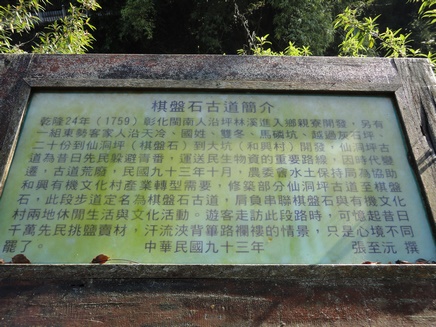 棋盤石古道簡介
乾隆24年（1759）彰化閩南人沿坪林溪進入鄉親寮開發，另有
一組東勢客家人沿天冷、國姓、雙冬、馬磷坑、越過灰石坪、
二十份到仙洞坪（棋盤石）到大坑（和興村）開發，仙洞坪古
道為昔日先民躲避青番，運送民生物資的重要路線，因時代變
遷，古道荒廢，民國九十三年十月，農委會水土保持局為協助
和興有機文化村產業轉型需要，修築部分仙洞坪古道至棋盤
石，此段步道定名為棋盤石古道，肩負串聯棋盤石與有機文化
村兩地休閒生活與文化活動。遊客走訪此段路時，可憶起昔日
千萬先民挑鹽賣材，汗流浹背篳路襤褸的情景，只是心境不同
罷了。 中華民國九十三年 張至沅 撰